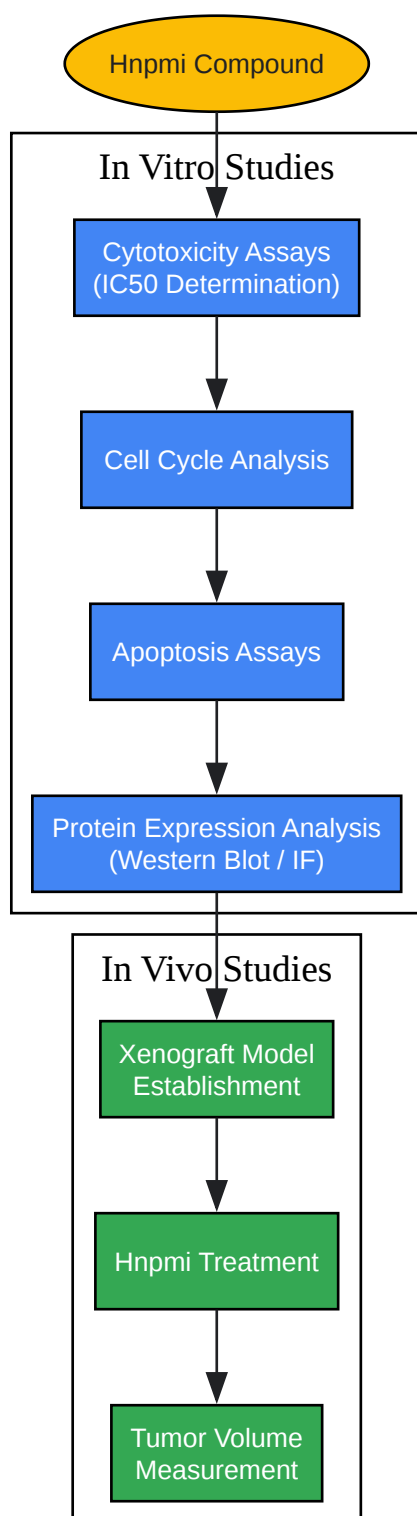 Hnpmi Compound
In Vitro Studies
Cytotoxicity Assays
(IC50 Determination)
Cell Cycle Analysis
Apoptosis Assays
Protein Expression Analysis
(Western Blot / IF)
In Vivo Studies
Xenograft Model
Establishment
Hnpmi Treatment
Tumor Volume
Measurement